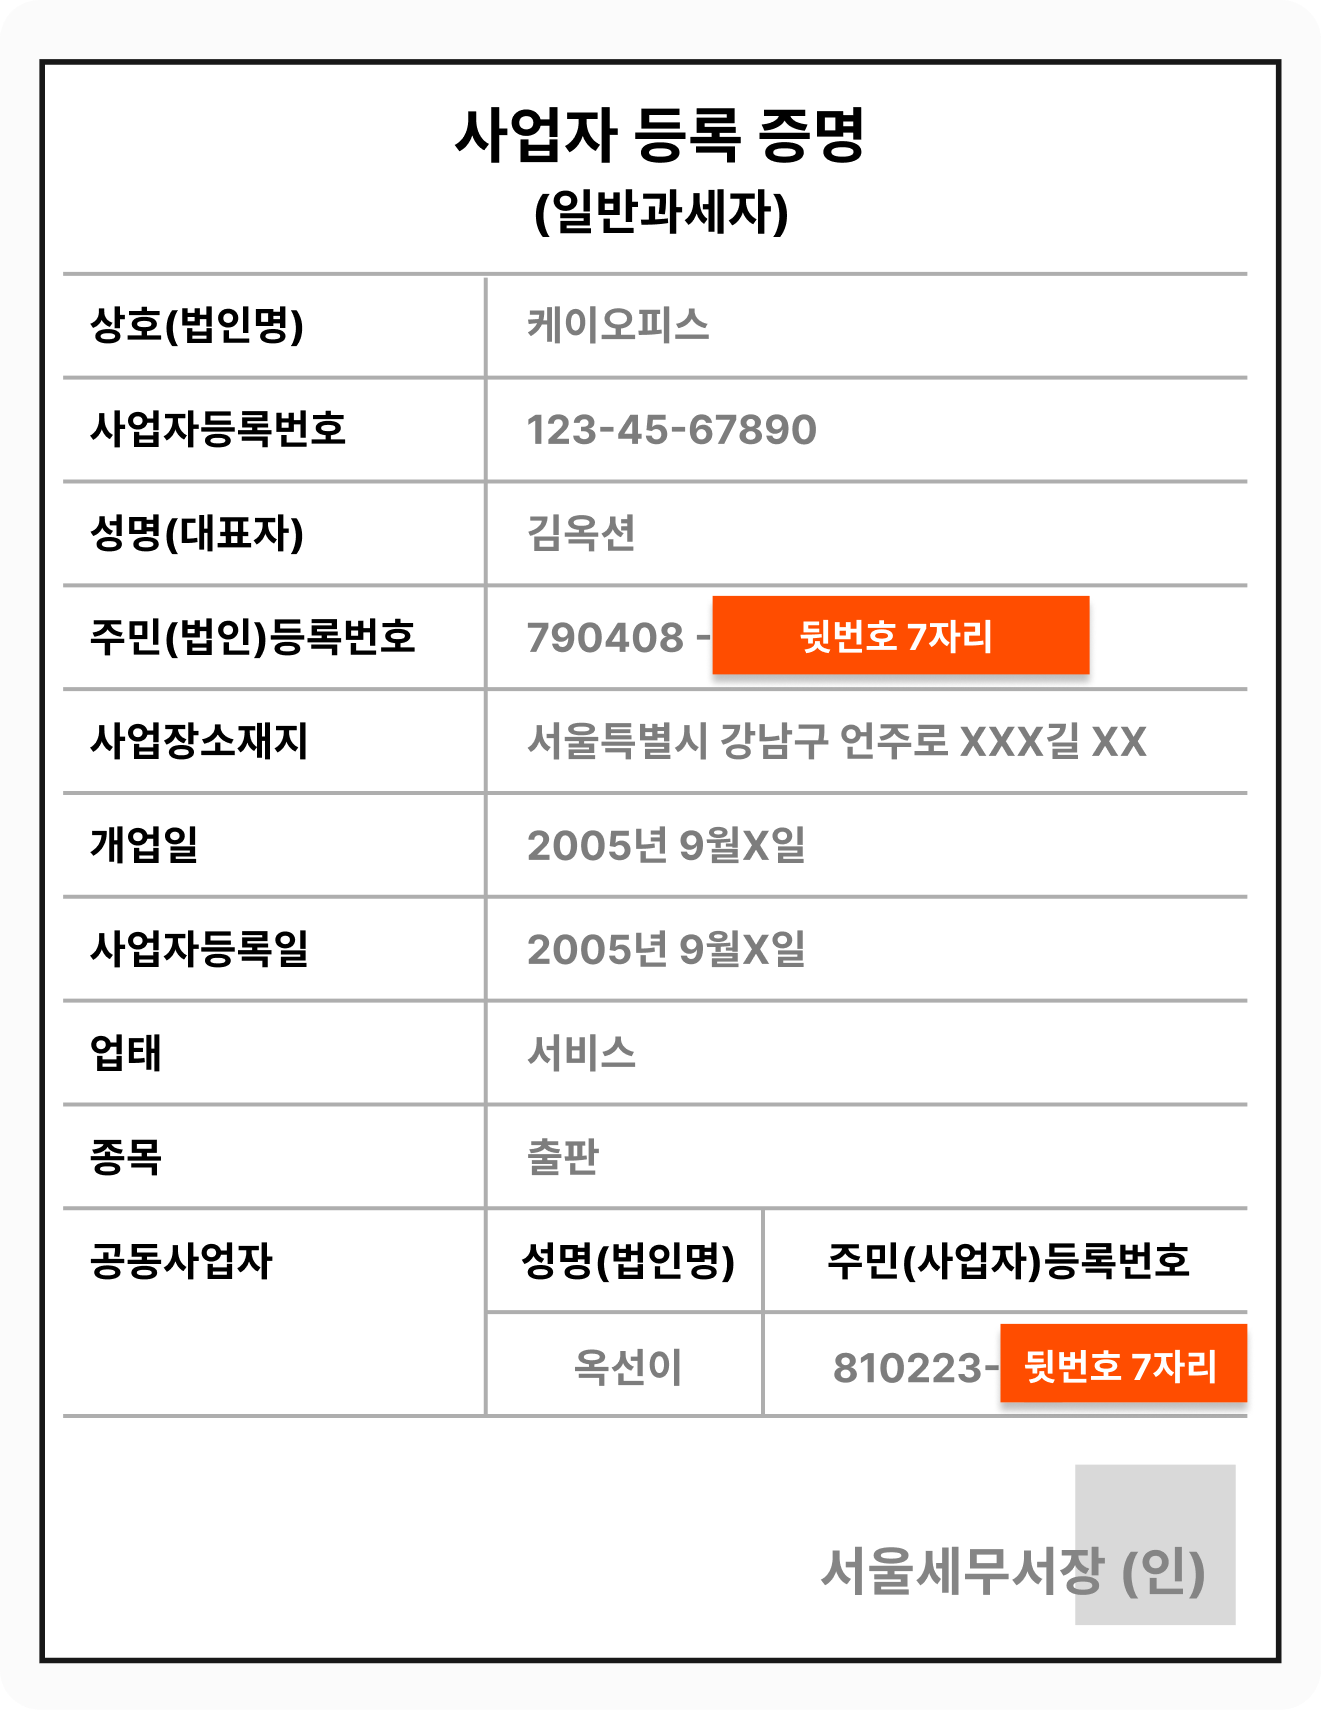 사업자 등록 증명
(일반과세자)
상호(법인명) 케이오피스
사업자등록번호 123-45-67890
성명(대표자) 김옥션
주민(법인)등록번호 790408 - 뒷번호 7자리
사업장소재지 서울특별시 강남구 언주로 XXX길 XX
개업일 2005년 9월X일
사업자등록일 2005년 9월X일
업태 서비스
종목 출판
공동사업자 성명(법인명) 주민(사업자)등록번호
옥선이 810223- 뒷번호 7자리
서울세무서장 (인)